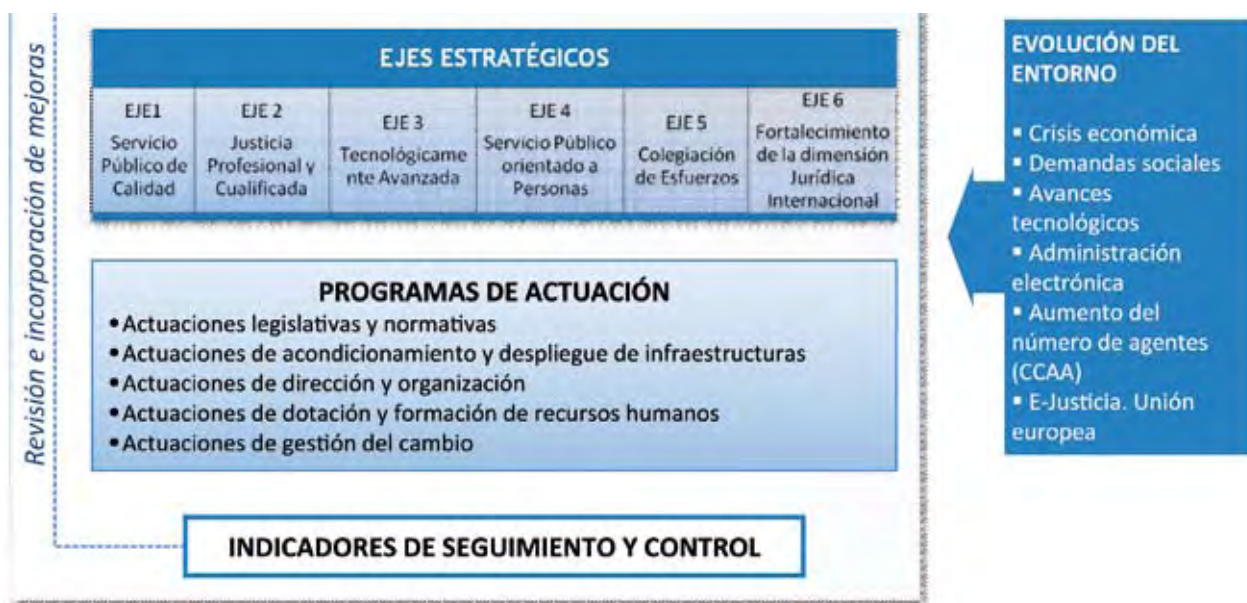 Revisión e incorporación de mejoras
EJES ESTRATÉGICOS
EJE1
Servicio
Público de
Calidad
EJE 2
Justicia
Profesional y
Cualificada
EJE 3
Tecnológicame
nte Avanzada
EJE 4
Servicio Público
orientado a
Personas
EJE 5
Colegiación
de Esfuerzos
EJE 6
Fortalecimiento
de la dimensión
Jurídica
Internacional
PROGRAMAS DE ACTUACIÓN
•Actuaciones legislativas y normativas
•Actuaciones de acondicionamiento y despliegue de infraestructuras
•Actuaciones de dirección y organización
•Actuaciones de dotación y formación de recursos humanos
•Actuaciones de gestión del cambio
INDICADORES DE SEGUIMIENTO Y CONTROL
EVOLUCIÓN DEL
ENTORNO
▪ Crisis económica
▪ Demandas sociales
▪ Avances
tecnológicos
▪ Administración
electrónica
▪ Aumento del
número de agentes
(CCAA)
▪ E-Justicia. Unión
europea